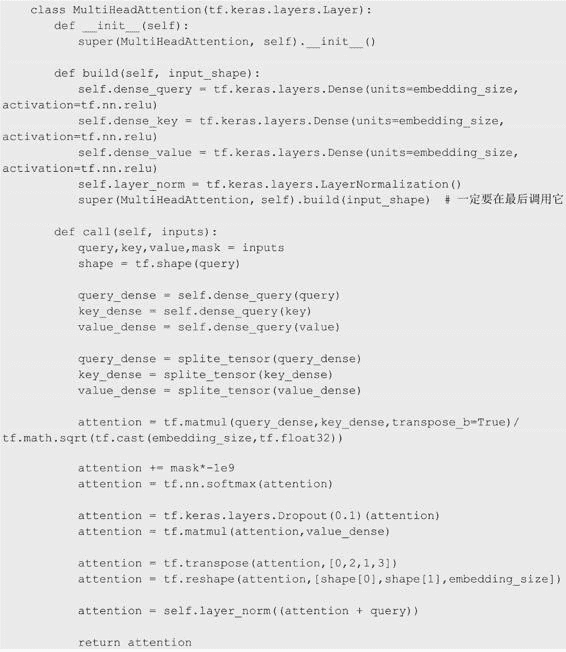 class MultiHeadAttention(tf.keras.layers.Layer):
    def __init__(self):
        super(MultiHeadAttention, self).__init__()

    def build(self, input_shape):
        self.dense_query = tf.keras.layers.Dense(units=embedding_size,
activation=tf.nn.relu)
        self.dense_key = tf.keras.layers.Dense(units=embedding_size,
activation=tf.nn.relu)
        self.dense_value = tf.keras.layers.Dense(units=embedding_size,
activation=tf.nn.relu)
        self.layer_norm = tf.keras.layers.LayerNormalization()
        super(MultiHeadAttention, self).build(input_shape)  # 一定要在最后调用它

    def call(self, inputs):
        query,key,value,mask = inputs
        shape = tf.shape(query)

        query_dense = self.dense_query(query)
        key_dense = self.dense_query(key)
        value_dense = self.dense_query(value)

        query_dense = splite_tensor(query_dense)
        key_dense = splite_tensor(key_dense)
        value_dense = splite_tensor(value_dense)

        attention = tf.matmul(query_dense,key_dense,transpose_b=True)/
tf.math.sqrt(tf.cast(embedding_size,tf.float32))

        attention += mask*-1e9
        attention = tf.nn.softmax(attention)

        attention = tf.keras.layers.Dropout(0.1)(attention)
        attention = tf.matmul(attention,value_dense)

        attention = tf.transpose(attention,[0,2,1,3])
        attention = tf.reshape(attention,[shape[0],shape[1],embedding_size])

        attention = self.layer_norm((attention + query))

        return attention